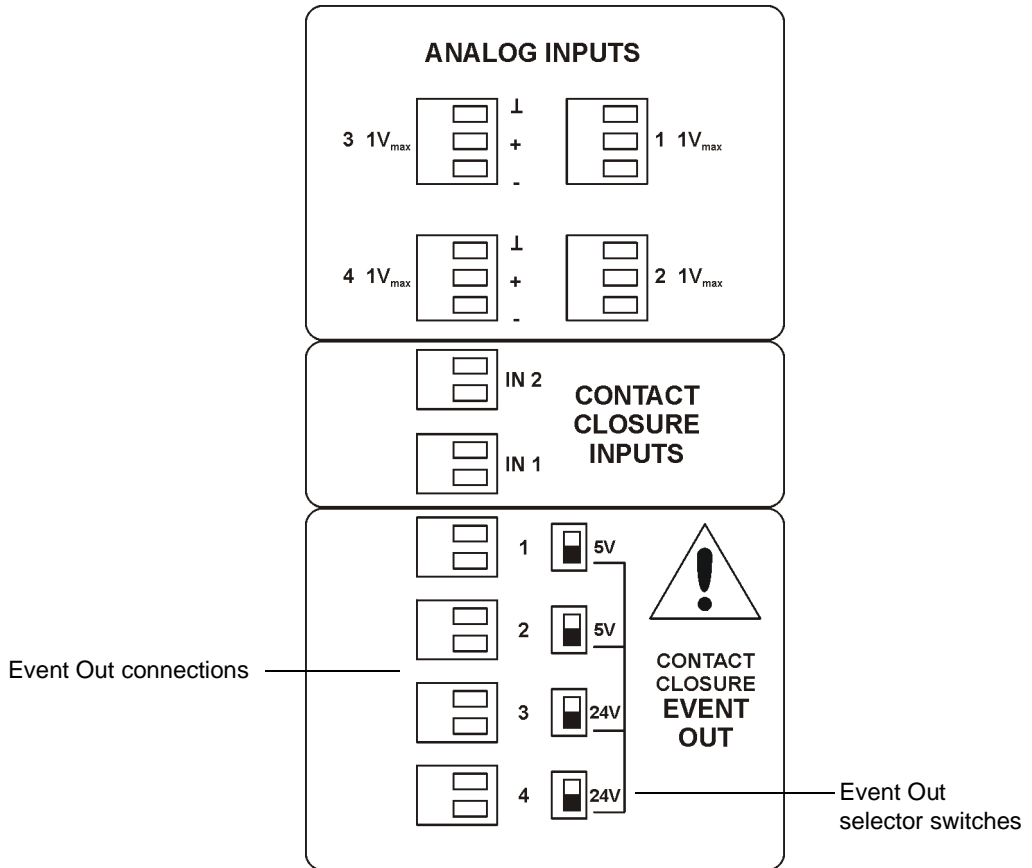 ANALOG INPUTS
3 1Vmax
⊥
+
-
1 1Vmax
4 1Vmax
⊥
+
-
2 1Vmax
IN 2
IN 1
CONTACT
CLOSURE
INPUTS
1 5V
2 5V
3 24V
4 24V
CONTACT
CLOSURE
EVENT
OUT
Event Out connections
Event Out
selector switches